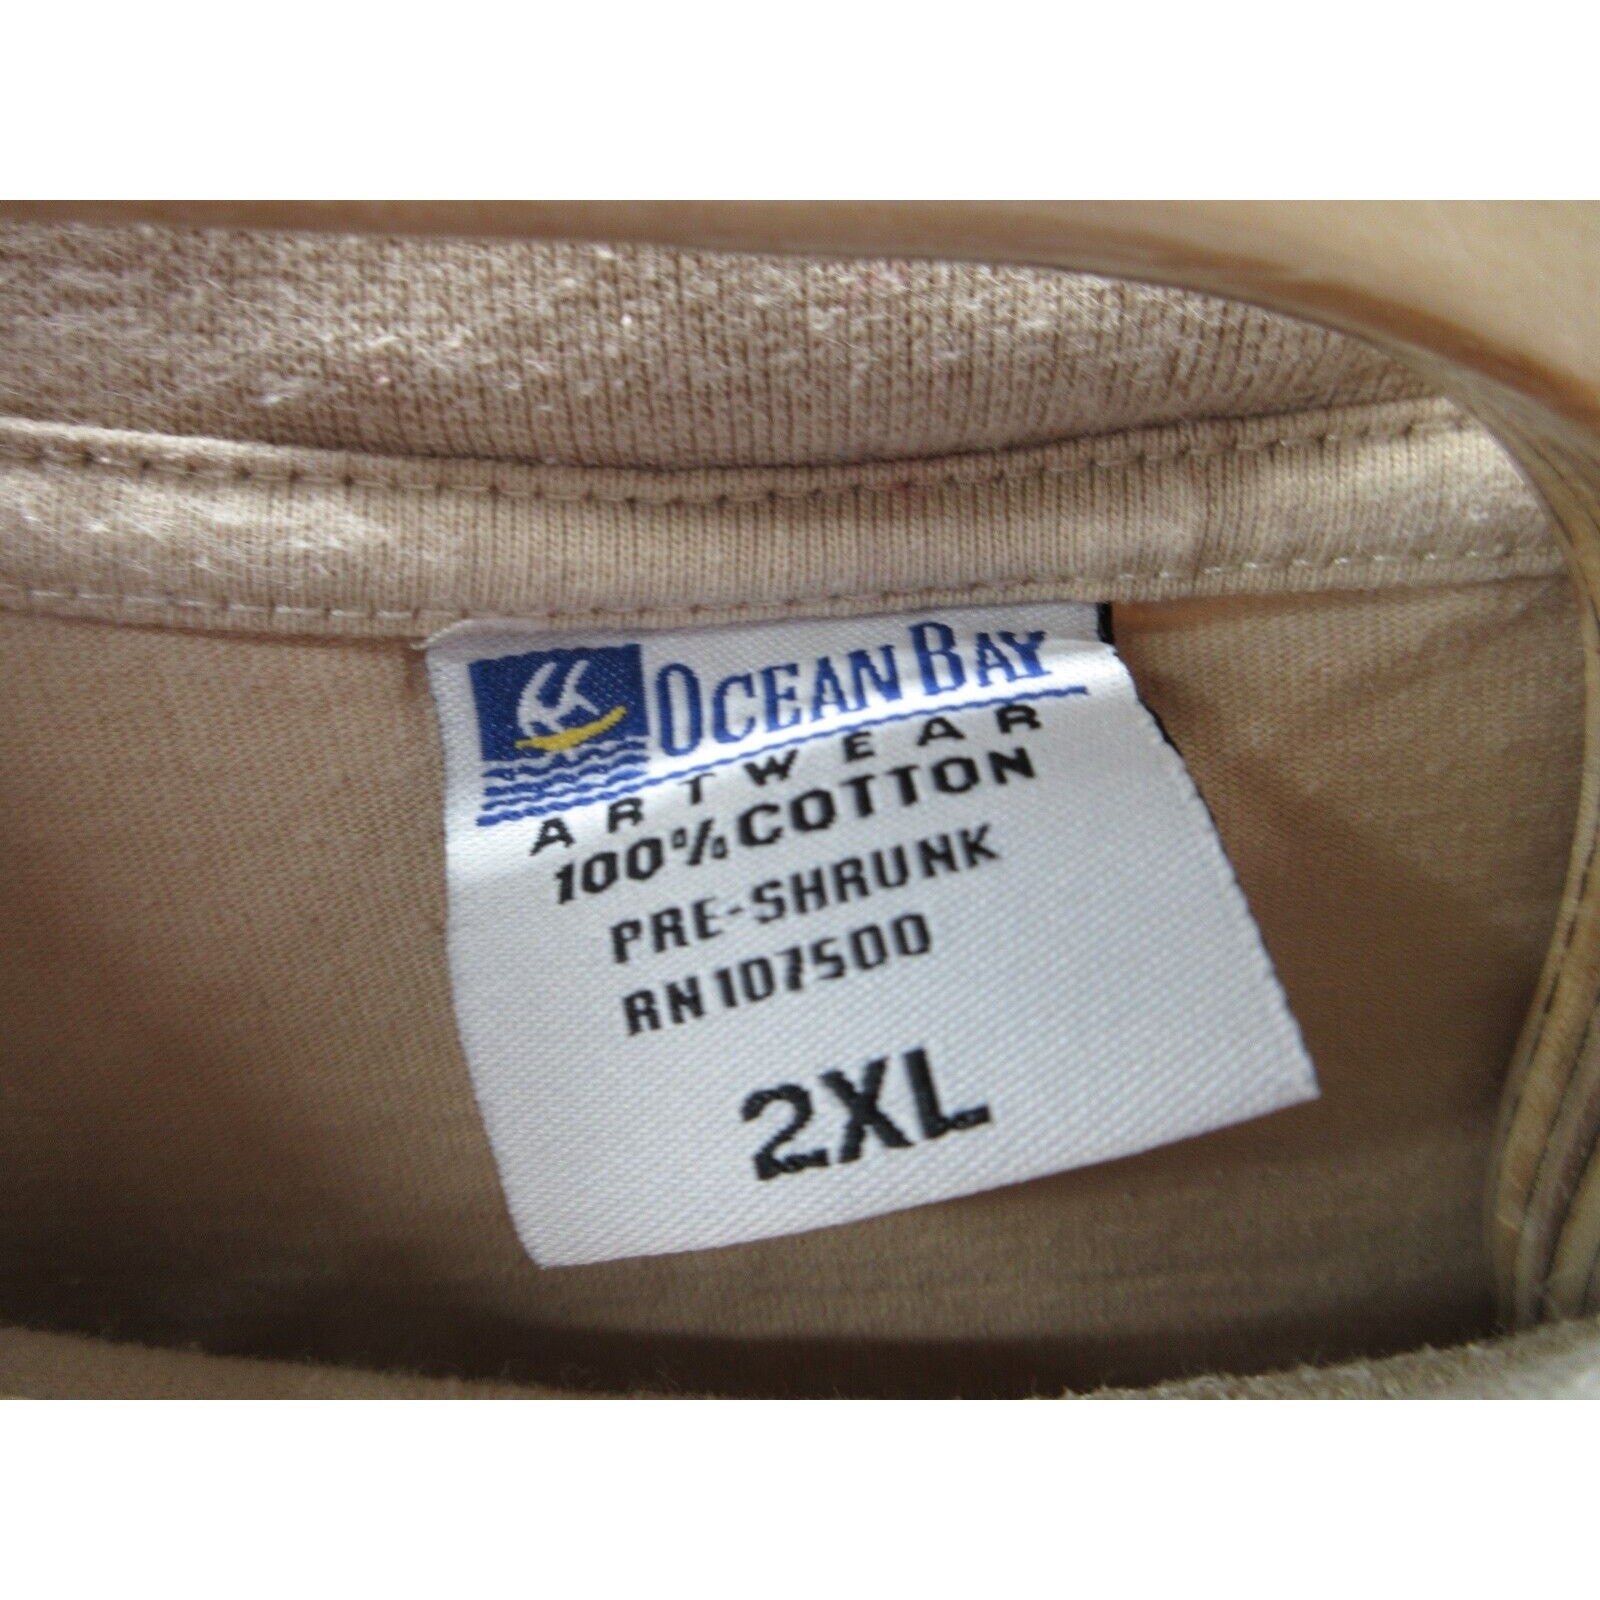 OCEAN BAY
ARTWEAR
100% COTTON
PRE-SHRUNK
RN107500
2XL